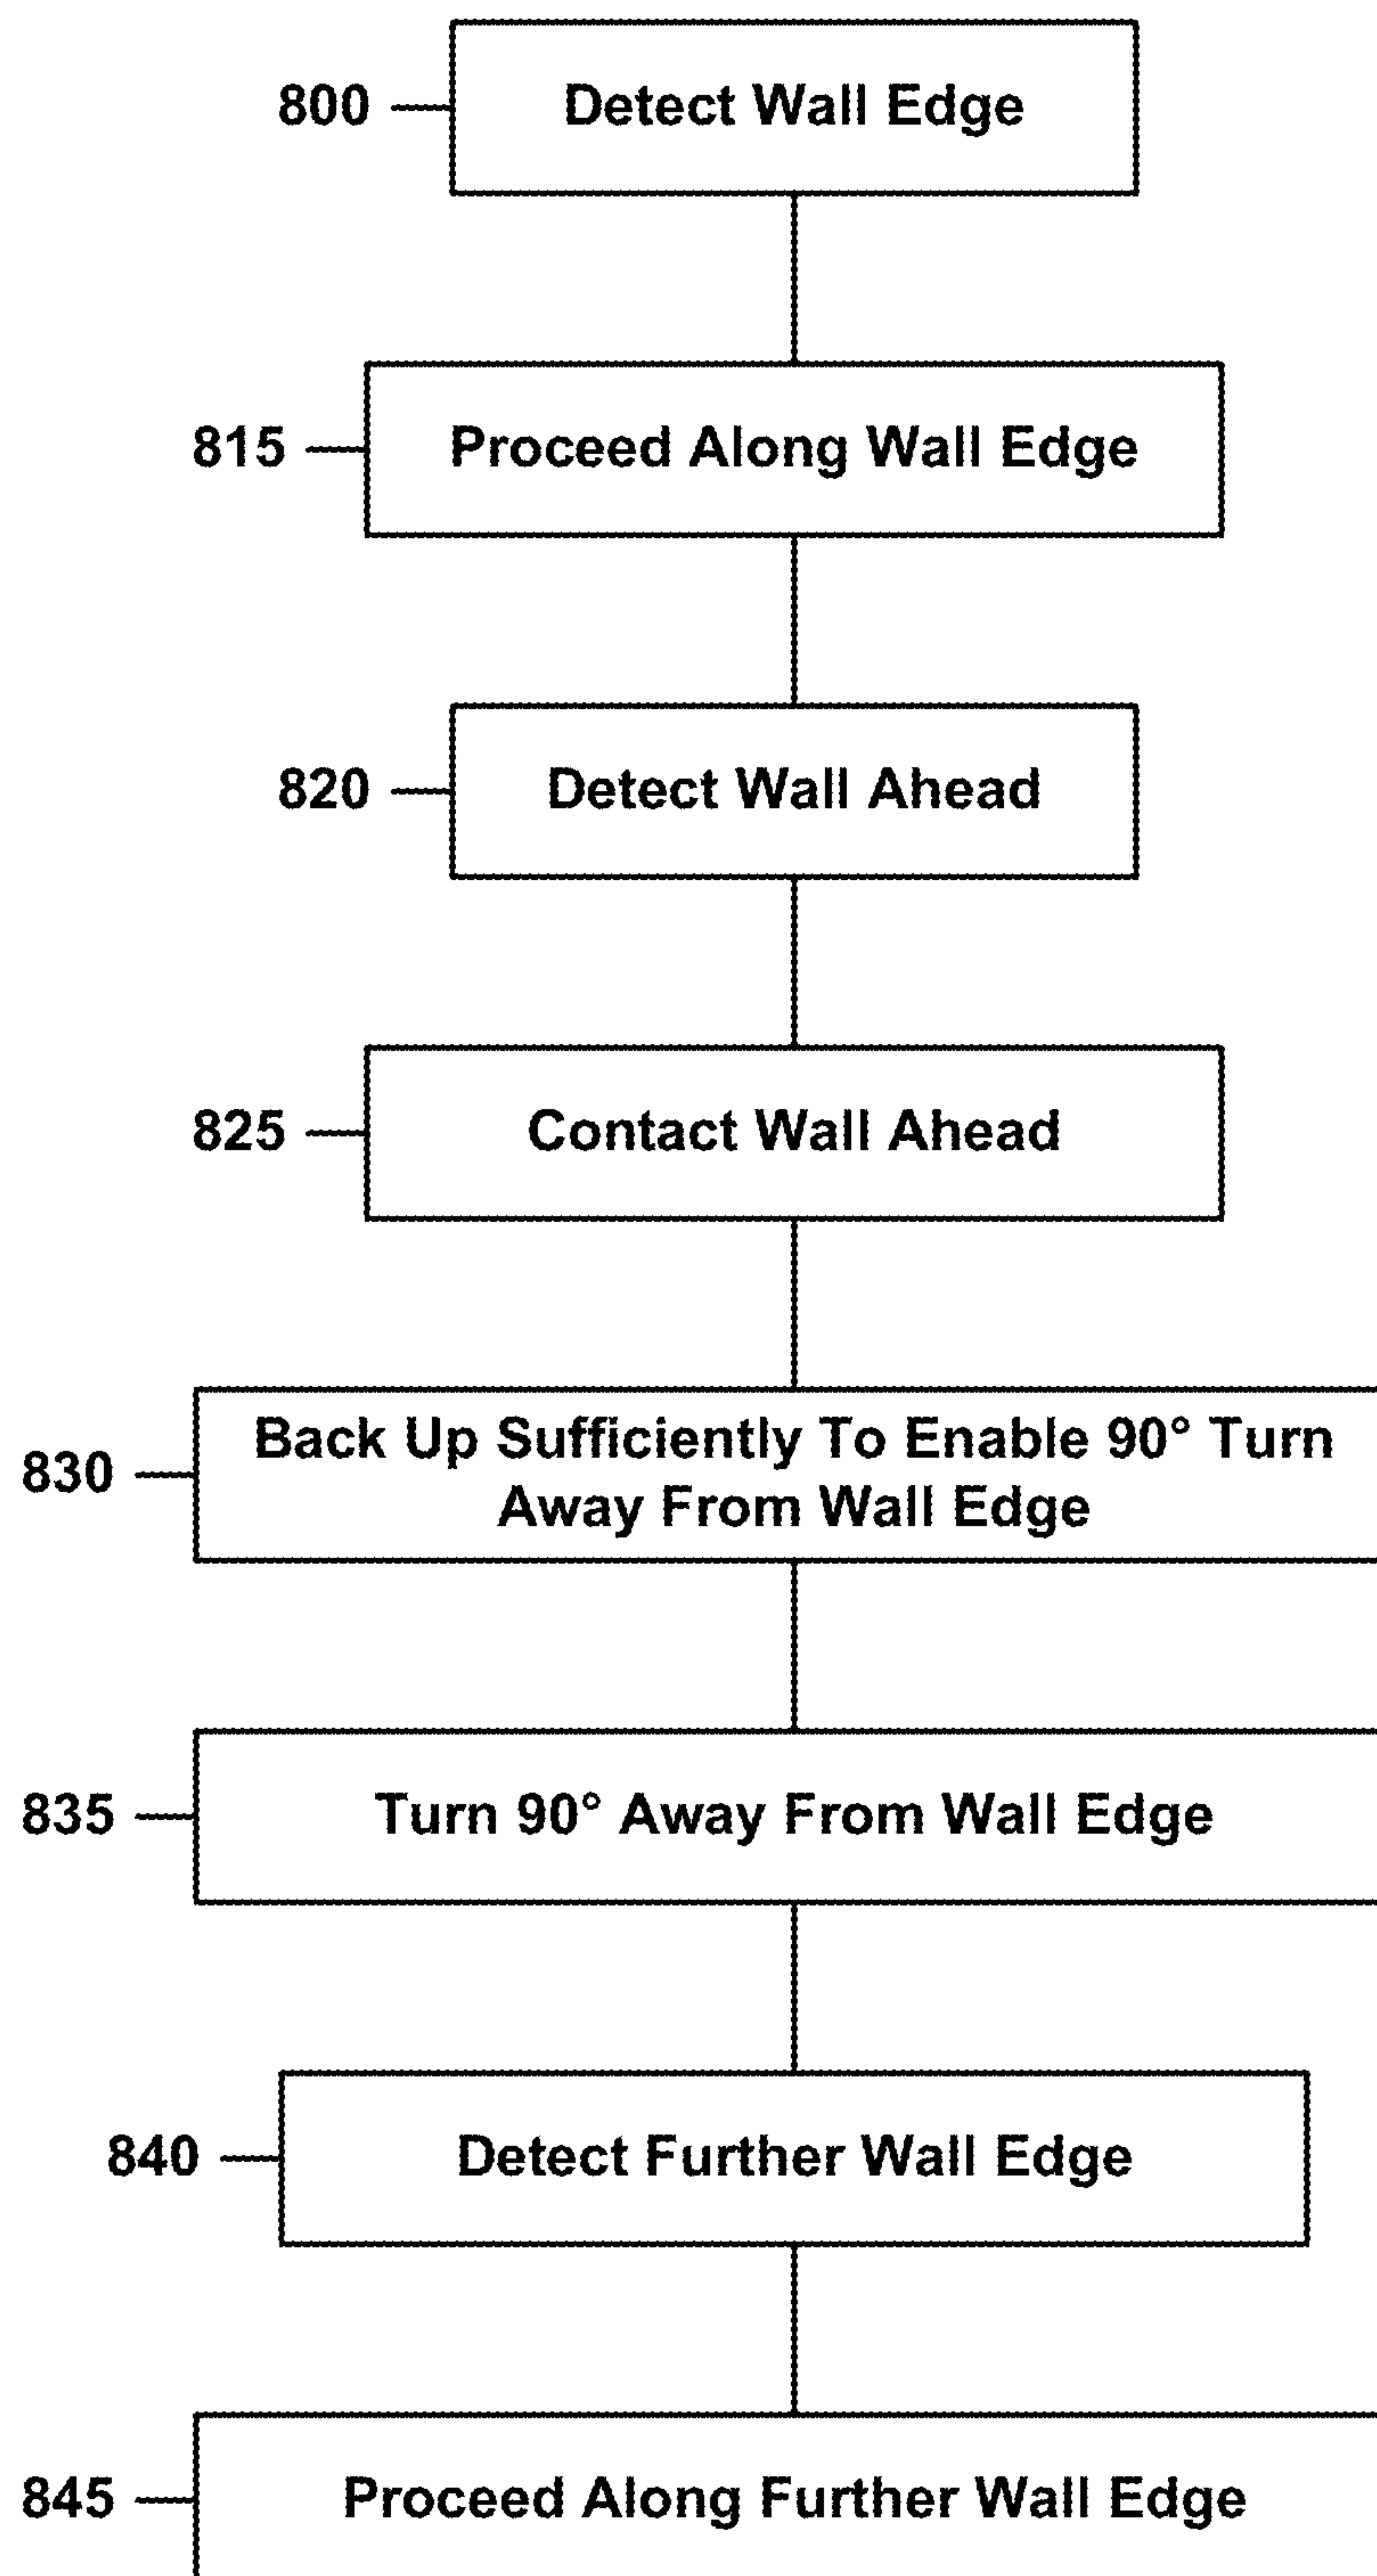 800
Detect Wall Edge
815
Proceed Along Wall Edge
820
Detect Wall Ahead
825
Contact Wall Ahead
830
Back Up Sufficiently To Enable 90° Turn
Away From Wall Edge
835
Turn 90° Away From Wall Edge
840
Detect Further Wall Edge
845
Proceed Along Further Wall Edge